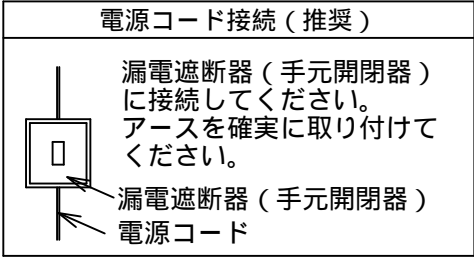 電源コード接続（推奨）
漏電遮断器（手元開閉器）
に接続してください。
アースを確実に取り付けて
ください。
漏電遮断器（手元開閉器）
電源コード